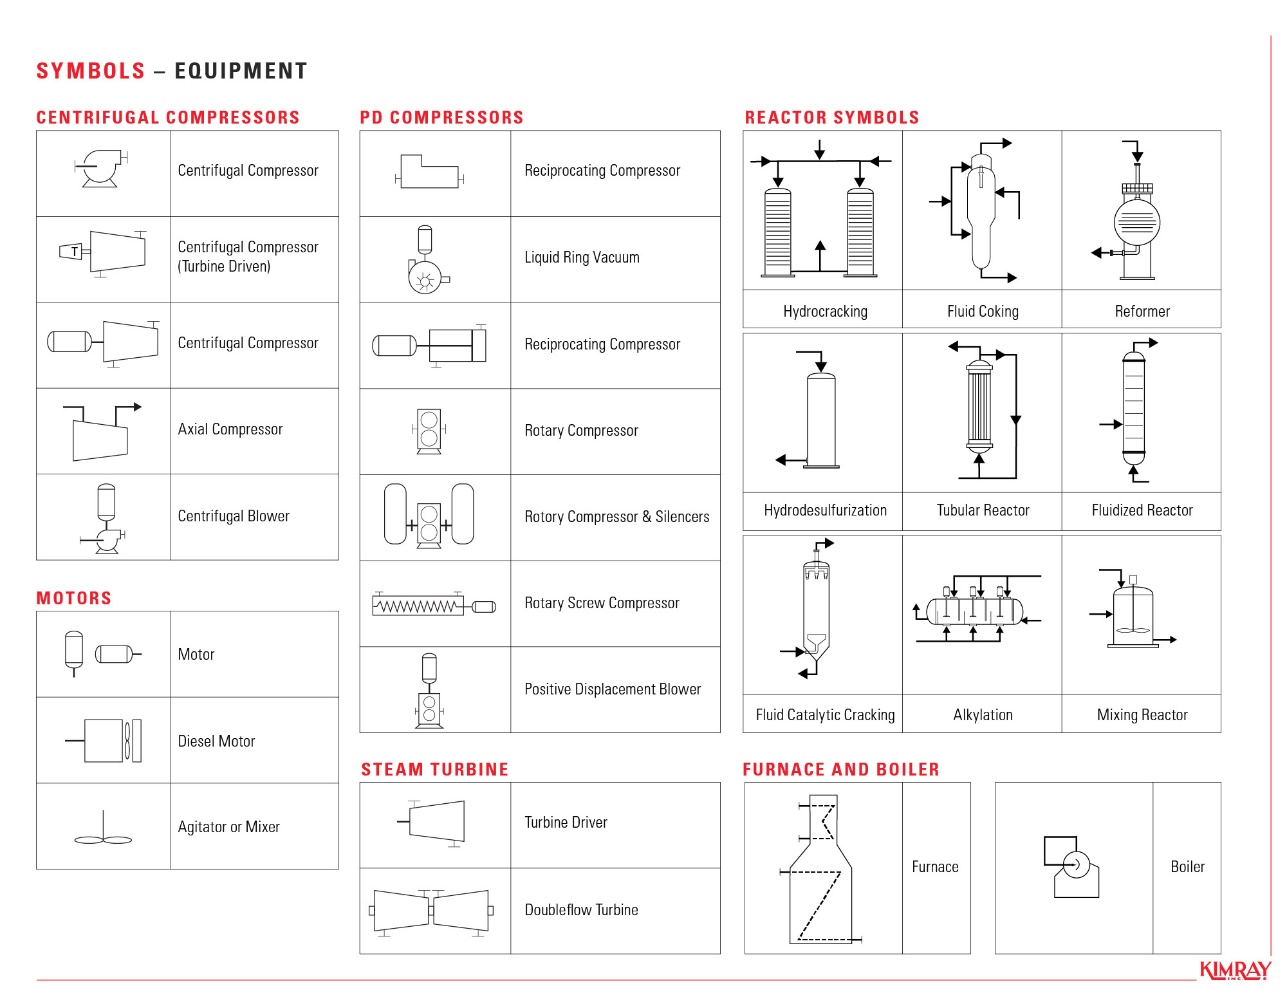 SYMBOLS – EQUIPMENT
CENTRIFUGAL COMPRESSORS
Centrifugal Compressor
T
Centrifugal Compressor
(Turbine Driven)
Centrifugal Compressor
Axial Compressor
Centrifugal Blower
MOTORS
Motor
Diesel Motor
Agitator or Mixer
PD COMPRESSORS
Reciprocating Compressor
Liquid Ring Vacuum
Reciprocating Compressor
Rotary Compressor
Rotory Compressor & Silencers
Rotary Screw Compressor
Positive Displacement Blower
STEAM TURBINE
Turbine Driver
Doubleflow Turbine
REACTOR SYMBOLS
Hydrocracking
Fluid Coking
Reformer
Hydrodesulfurization
Tubular Reactor
Fluidized Reactor
Fluid Catalytic Cracking
Alkylation
Mixing Reactor
FURNACE AND BOILER
Furnace
Boiler
KIMRAY